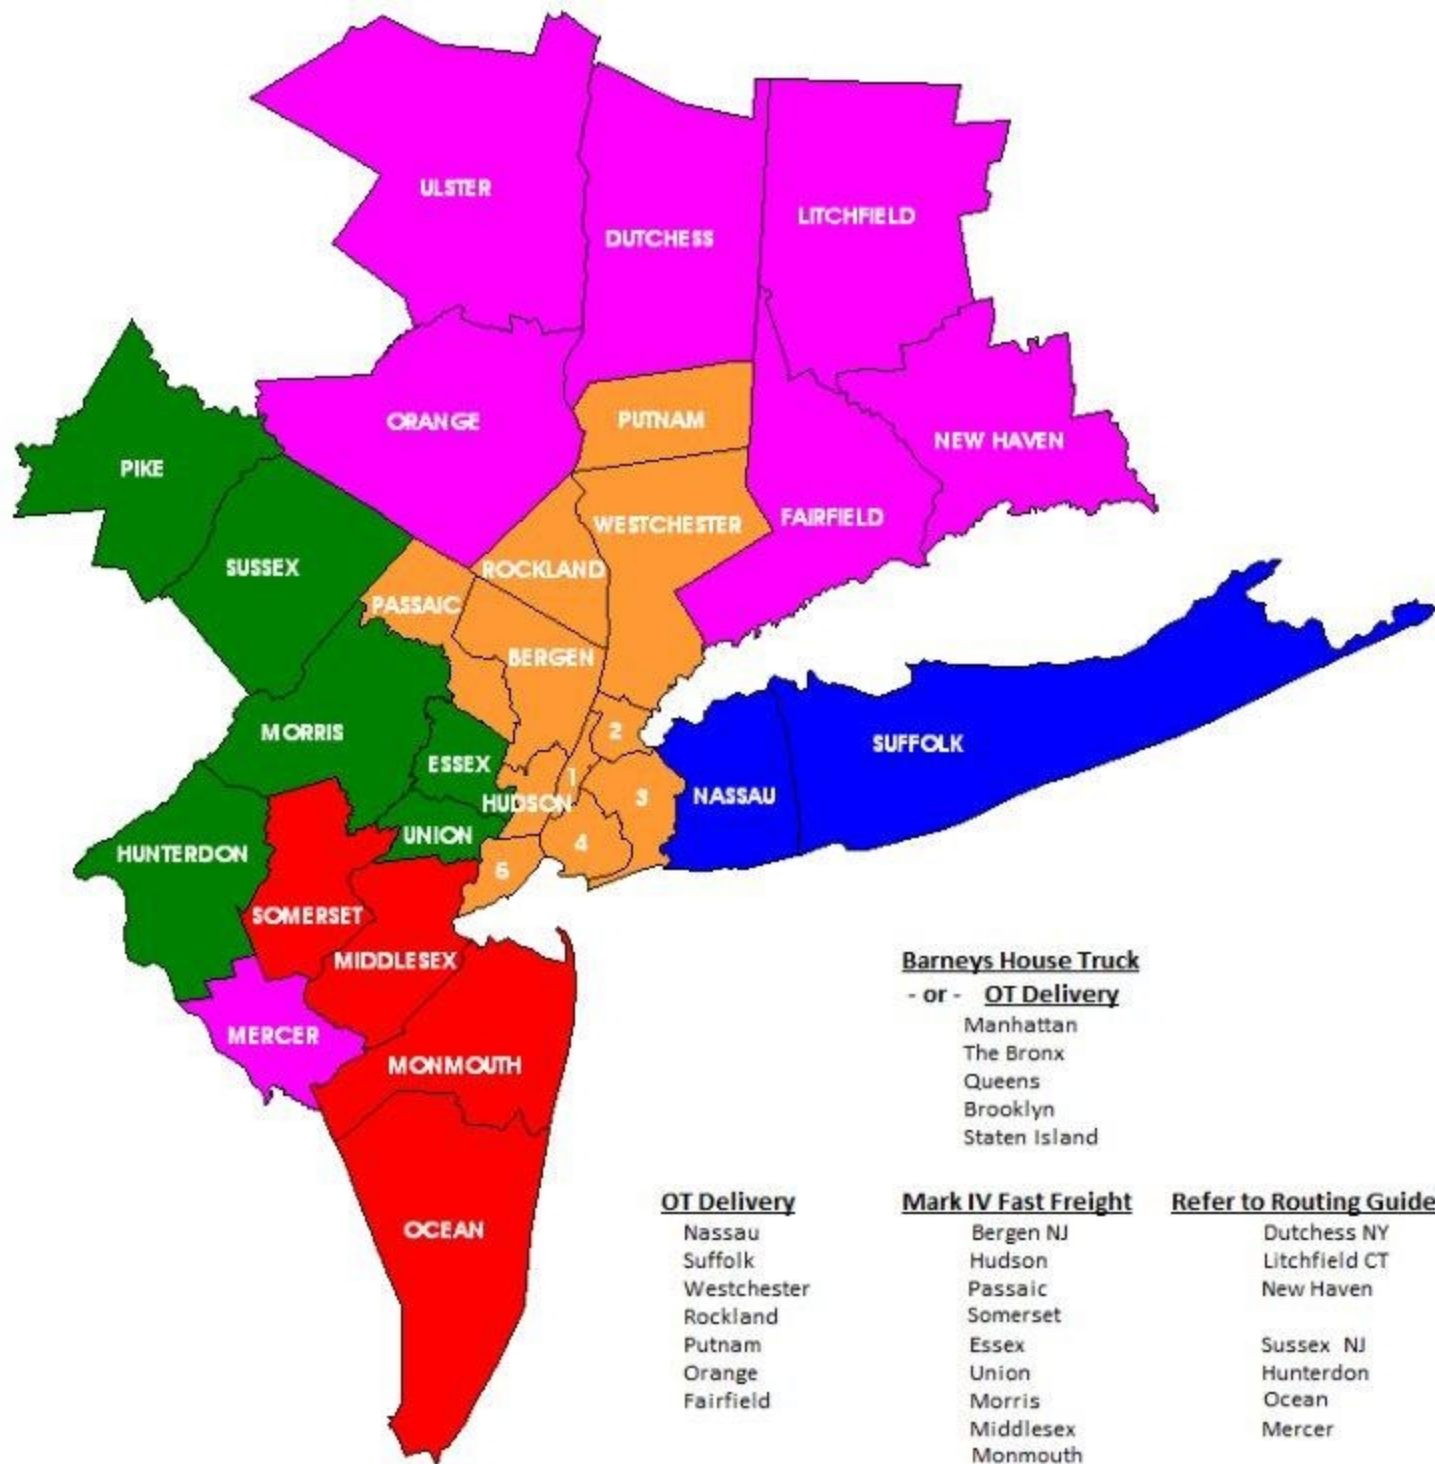 ULSTER
DUTCHESS
LITCHFIELD
ORANGE
PUTNAM
NEW HAVEN
PIKE
WESTCHESTER
FAIRFIELD
SUSSEX
ROCKLAND
PASSAIC
BERGEN
MORRIS
2
SUFFOLK
ESSEX
1
HUDSON
3
NASSAU
UNION
4
HUNTERDON
5
SOMERSET
MIDDLESEX
MERCER
MONMOUTH
OCEAN
Barneys House Truck
- or - OT Delivery
Manhattan
The Bronx
Queens
Brooklyn
Staten Island
OT Delivery
Nassau
Suffolk
Westchester
Rockland
Putnam
Orange
Fairfield
Mark IV Fast Freight
Bergen NJ
Hudson
Passaic
Somerset
Essex
Union
Morris
Middlesex
Monmouth
Refer to Routing Guide
Dutchess NY
Litchfield CT
New Haven
Sussex NJ
Hunterdon
Ocean
Mercer